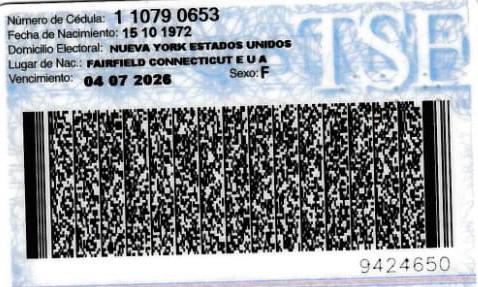 Número de Cédula: 1 1079 0653
Fecha de Nacimiento: 15 10 1972
Domicilio Electoral: NUEVA YORK ESTADOS UNIDOS
Lugar de Nac.: FAIRFIELD CONNECTICUT E U A
Vencimiento: 04 07 2026 Sexo: F
TSE
9424650